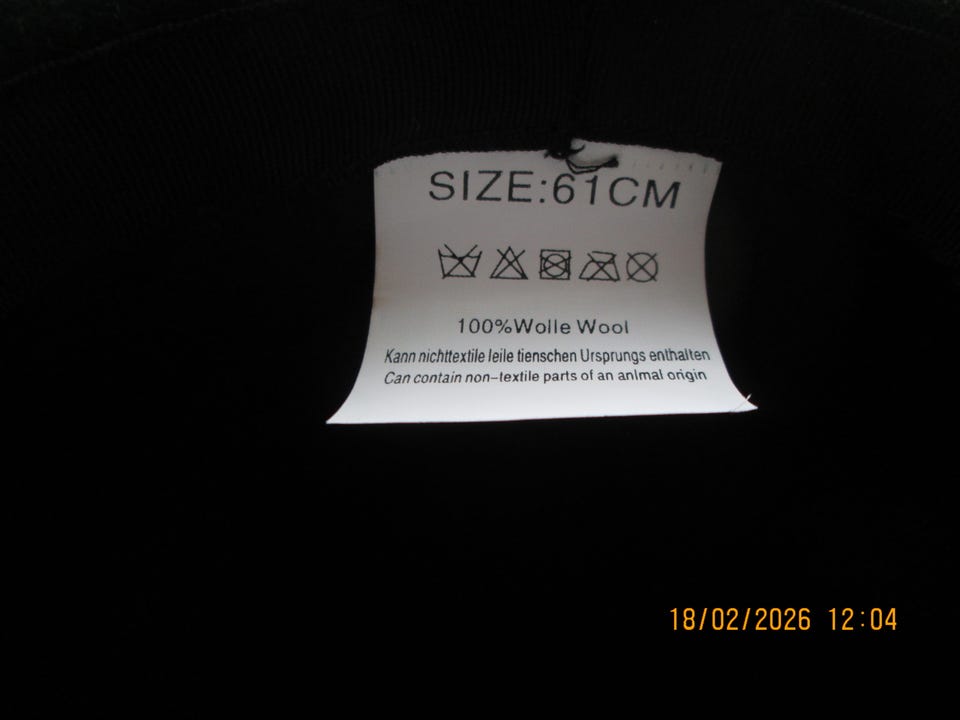 SIZE:61CM
100%Wolle Wool
Kann nichttextile leile tienschen Ursprungs enthalten
Can contain non-textile parts of an anlmal origin
18/02/2026 12:04